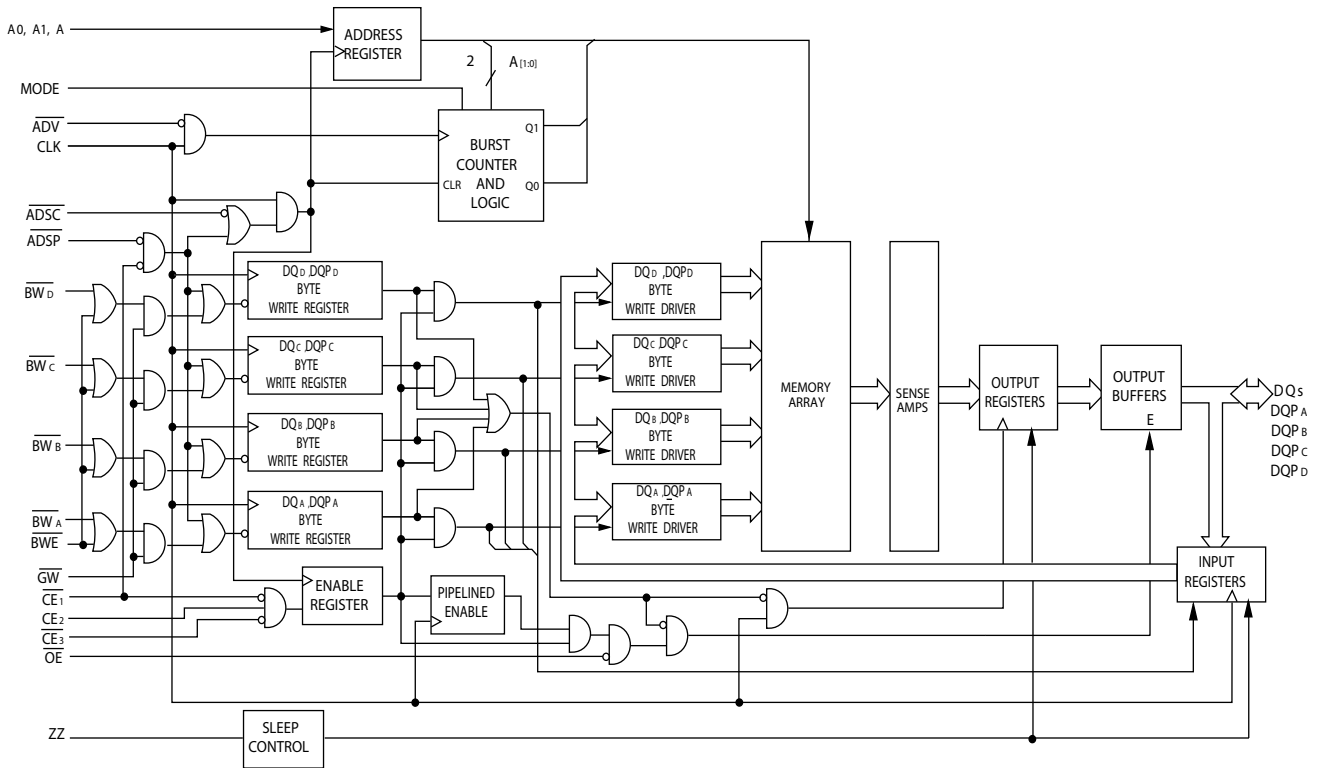 A0, A1, A
ADDRESS
REGISTER
2
A[1:0]
MODE
ADV
CLK
BURST
COUNTER
AND
LOGIC
Q1
CLR
Q0
ADSC
ADSP
BWD
DQD ,DQPD
BYTE
WRITE REGISTER
DQD ,DQPD
BYTE
WRITE DRIVER
BWC
DQC ,DQPC
BYTE
WRITE REGISTER
DQC ,DQPC
BYTE
WRITE DRIVER
BWB
DQB ,DQPB
BYTE
WRITE REGISTER
DQB ,DQPB
BYTE
WRITE DRIVER
BWA
BWE
DQA ,DQPA
BYTE
WRITE REGISTER
DQA ,DQPA
BYTE
WRITE DRIVER
MEMORY
ARRAY
SENSE
AMPS
OUTPUT
REGISTERS
OUTPUT
BUFFERS
E
DQs
DQPA
DQPB
DQPC
DQPD
INPUT
REGISTERS
GW
CE1
CE2
CE3
OE
ENABLE
REGISTER
PIPELINED
ENABLE
ZZ
SLEEP
CONTROL